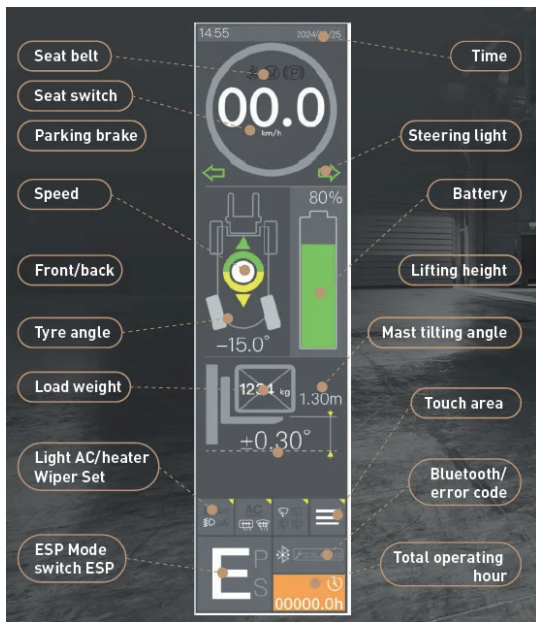 14:55
Seat belt
Time
Seat switch
00.0
km/h
Parking brake
Steering light
Speed
80%
Battery
Front/back
Lifting height
Tyre angle
-15.0°
Mast tilting angle
Load weight
1234 kg
1.30m
Touch area
±0.30°
Light AC/heater
Wiper Set
AC
Bluetooth/
error code
ESP Mode
switch ESP
E P
S
Total operating
hour
00000.0h